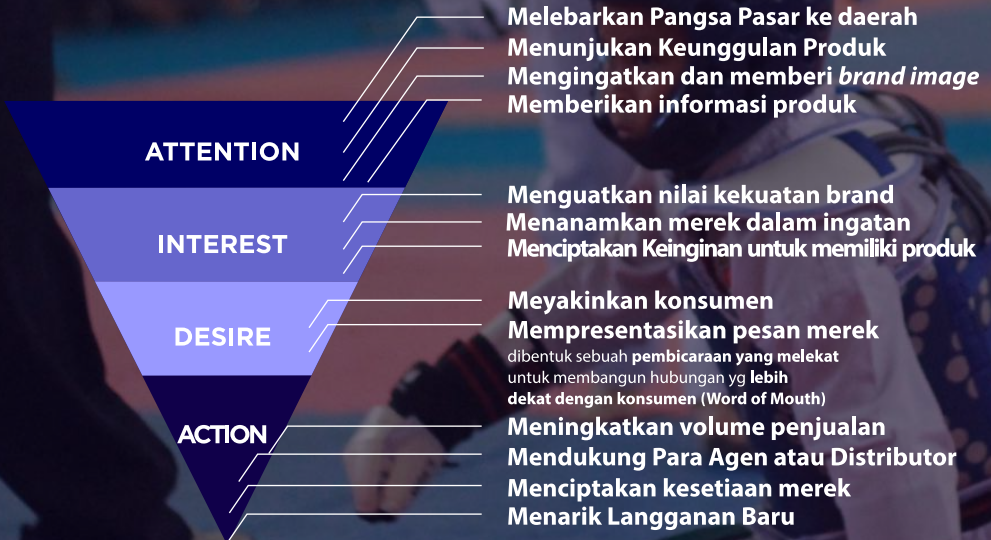 Melebarkan Pangsa Pasar ke daerah
Menunjukan Keunggulan Produk
Mengingatkan dan memberi brand image
Memberikan informasi produk
ATTENTION
Menguatkan nilai kekuatan brand
Menanamkan merek dalam ingatan
Menciptakan Keinginan untuk memiliki produk
INTEREST
Meyakinkan konsumen
Mempresentasikan pesan merek
dibentuk sebuah pembicaraan yang melekat
untuk membangun hubungan yg lebih
dekat dengan konsumen (Word of Mouth)
DESIRE
Meningkatkan volume penjualan
Mendukung Para Agen atau Distributor
Menciptakan kesetiaan merek
Menarik Langganan Baru
ACTION